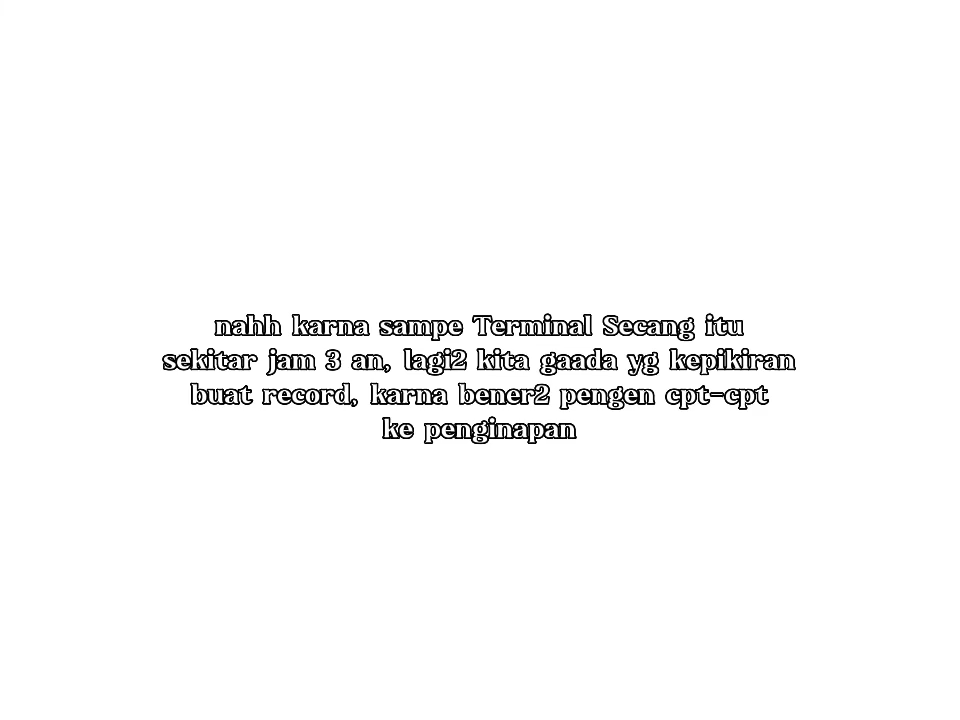 nahh karna sampe Terminal Secang itu
sekitar jam 3 an, lagi2 kita gaada yg kepikiran
buat record, karna bener2 pengen cpt-cpt
ke penginapan